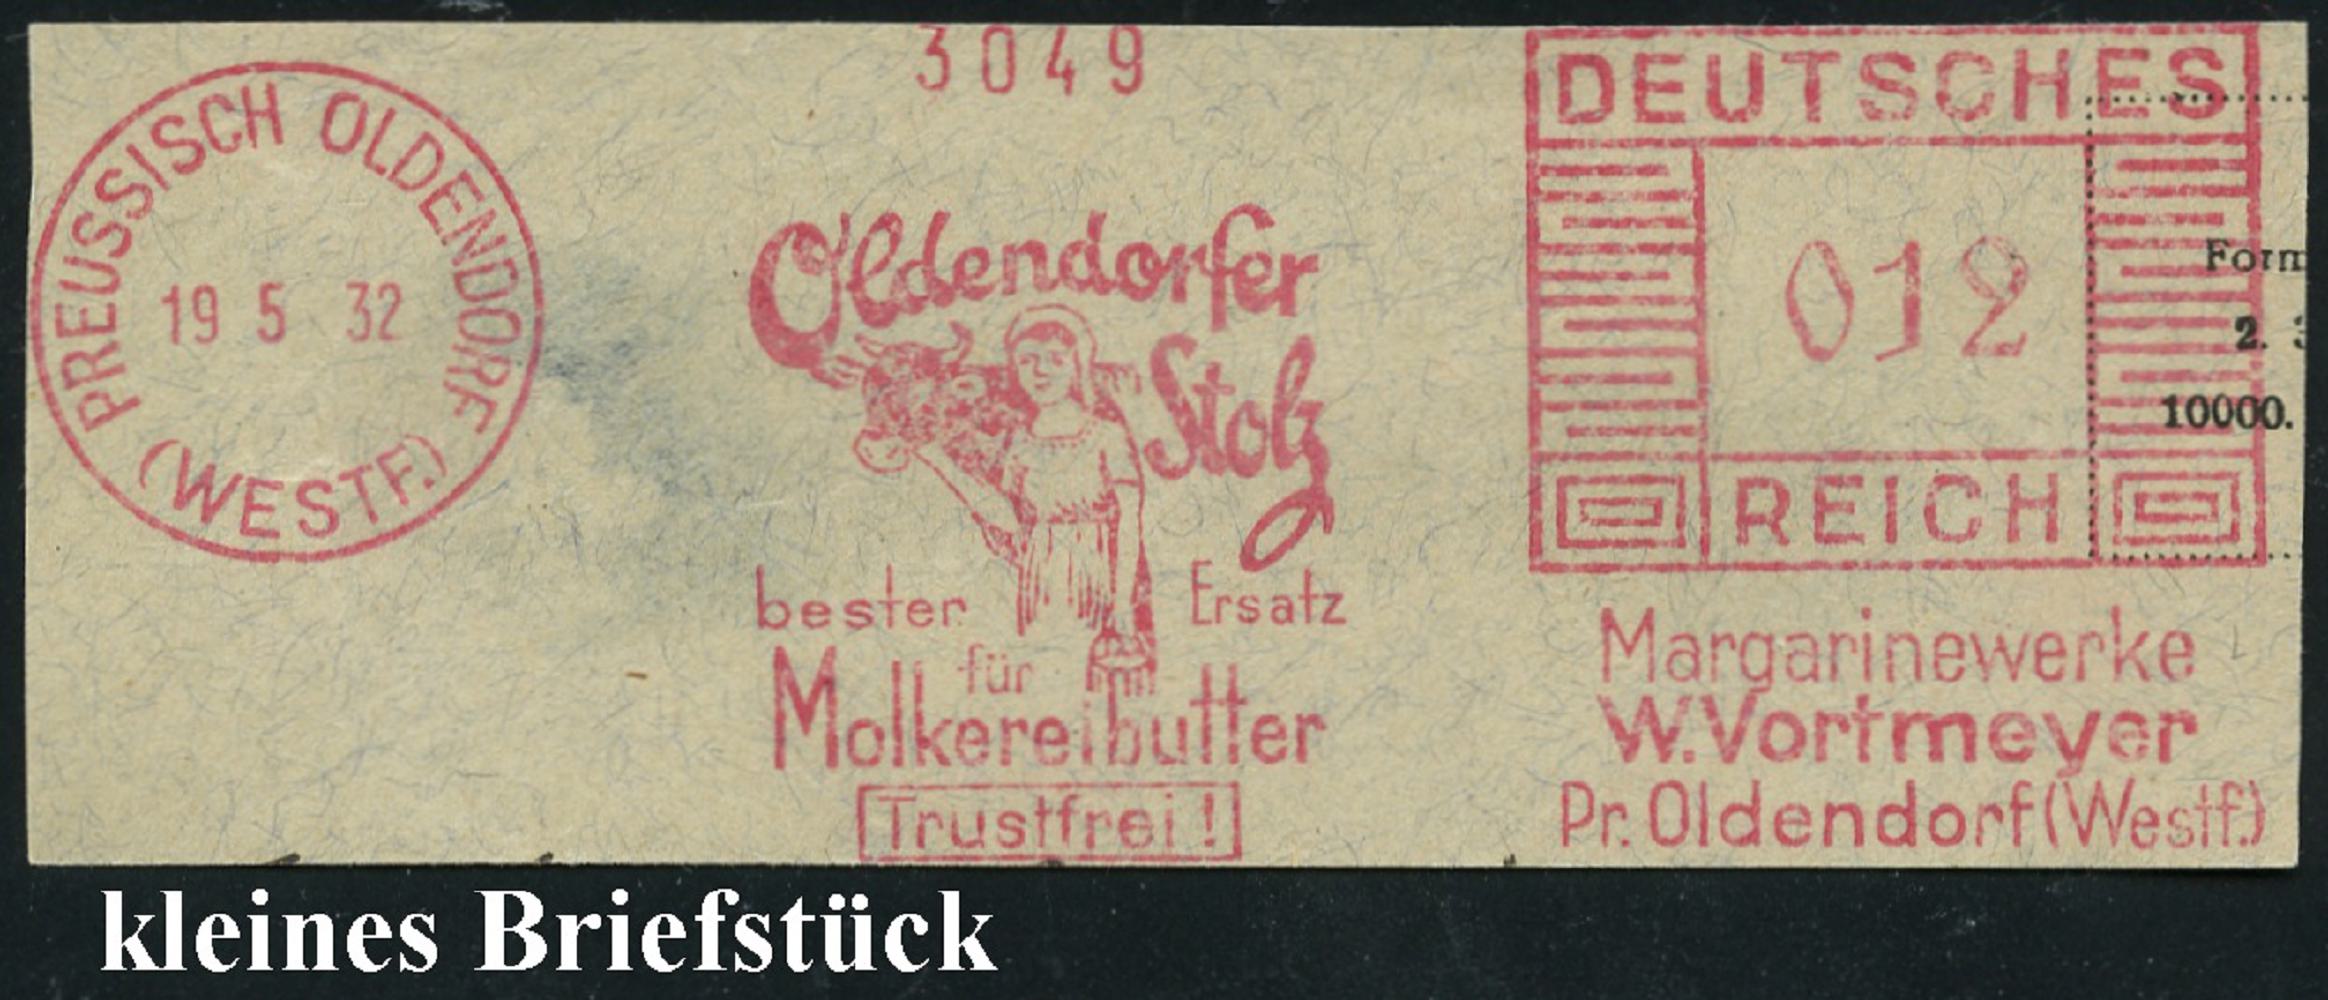 3049
PREUSSISCH OLDENDORF
19 5 32
(WESTF.)
Oldendorfer
Stolz
bester Ersatz
für
Molkereibutter
Trustfrei!
DEUTSCHES
012
REICH
Margarinewerke
W. Vortmeyer
Pr. Oldendorf (Westf.)
2.
10000.
kleines Briefstück